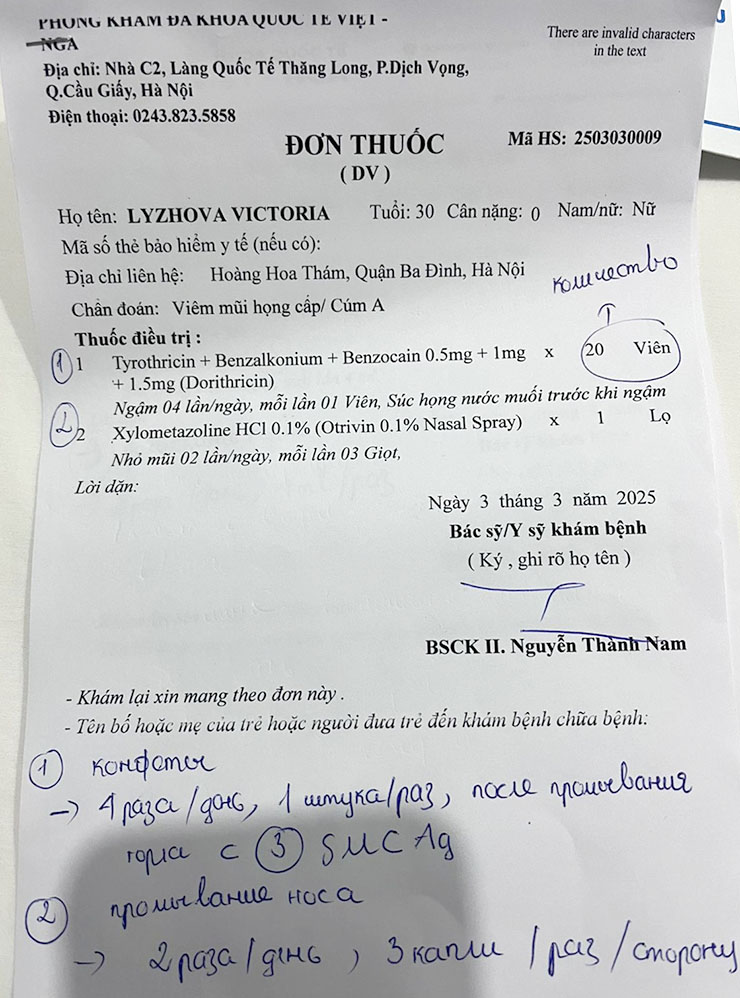 PHÒNG KHÁM ĐA KHOA QUỐC TẾ VIỆT -
NGA
There are invalid characters
in the text
Địa chỉ: Nhà C2, Làng Quốc Tế Thăng Long, P.Dịch Vọng,
Q.Cầu Giấy, Hà Nội
Điện thoại: 0243.823.5858
ĐƠN THUỐC
Mã HS: 2503030009
( DV )
Họ tên: LYZHOVA VICTORIA Tuổi: 30 Cân nặng: 0 Nam/nữ: Nữ
Mã số thẻ bảo hiểm y tế (nếu có):
Địa chỉ liên hệ: Hoàng Hoa Thám, Quận Ba Đình, Hà Nội
количество
Chẩn đoán: Viêm mũi họng cấp/ Cúm A
Thuốc điều trị :
1 1 Tyrothricin + Benzalkonium + Benzocain 0.5mg + 1mg x 20 Viên
+ 1.5mg (Dorithricin)
Ngậm 04 lần/ngày, mỗi lần 01 Viên, Súc họng nước muối trước khi ngậm
2 2 Xylometazoline HCl 0.1% (Otrivin 0.1% Nasal Spray) x 1 Lọ
Nhỏ mũi 02 lần/ngày, mỗi lần 03 Giọt,
Lời dặn:
Ngày 3 tháng 3 năm 2025
Bác sỹ/Y sỹ khám bệnh
( Ký , ghi rõ họ tên )
BSCK II. Nguyễn Thành Nam
- Khám lại xin mang theo đơn này .
- Tên bố hoặc mẹ của trẻ hoặc người đưa trẻ đến khám bệnh chữa bệnh:
1 конфеты
→ 4 раза/день, 1 штука/раз, после промывания
горла с 3 SMC Ag
2 промывание носа
→ 2 раза/день, 3 капли /раз/сторону